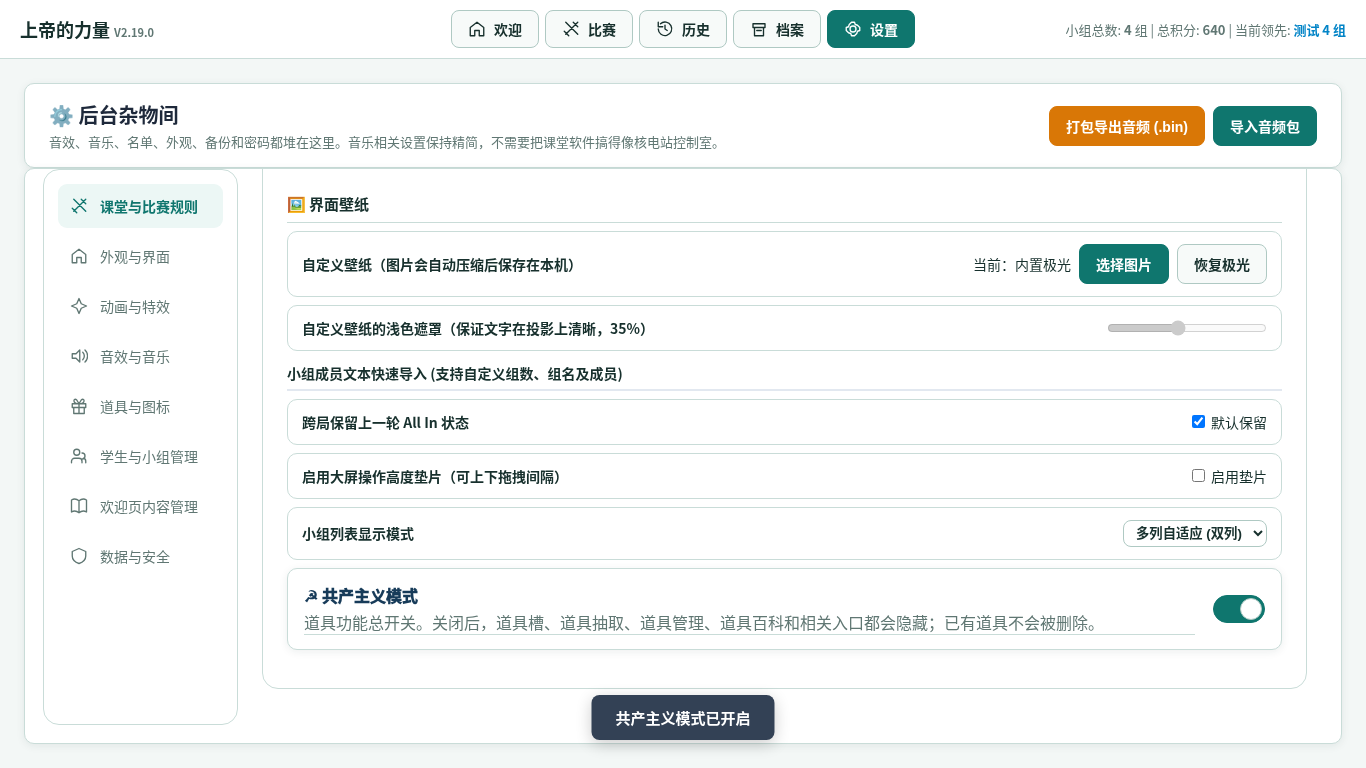 上帝的力量 V2.19.0
欢迎
比赛
历史
档案
设置
小组总数: 4 组 | 总积分: 640 | 当前领先: 测试 4 组
⚙️ 后台杂物间
音效、音乐、名单、外观、备份和密码都堆在这里。音乐相关设置保持精简，不需要把课堂软件搞得像核电站控制室。
打包导出音频 (.bin)
导入音频包
课堂与比赛规则
外观与界面
动画与特效
音效与音乐
道具与图标
学生与小组管理
欢迎页内容管理
数据与安全
🖼️ 界面壁纸
自定义壁纸（图片会自动压缩后保存在本机）
当前：内置极光
选择图片
恢复极光
自定义壁纸的浅色遮罩（保证文字在投影上清晰，35%）
小组成员文本快速导入 (支持自定义组数、组名及成员)
跨局保留上一轮 All In 状态
默认保留
启用大屏操作高度垫片（可上下拖拽间隔）
启用垫片
小组列表显示模式
多列自适应 (双列)
☭ 共产主义模式
道具功能总开关。关闭后，道具槽、道具抽取、道具管理、道具百科和相关入口都会隐藏；已有道具不会被删除。
共产主义模式已开启